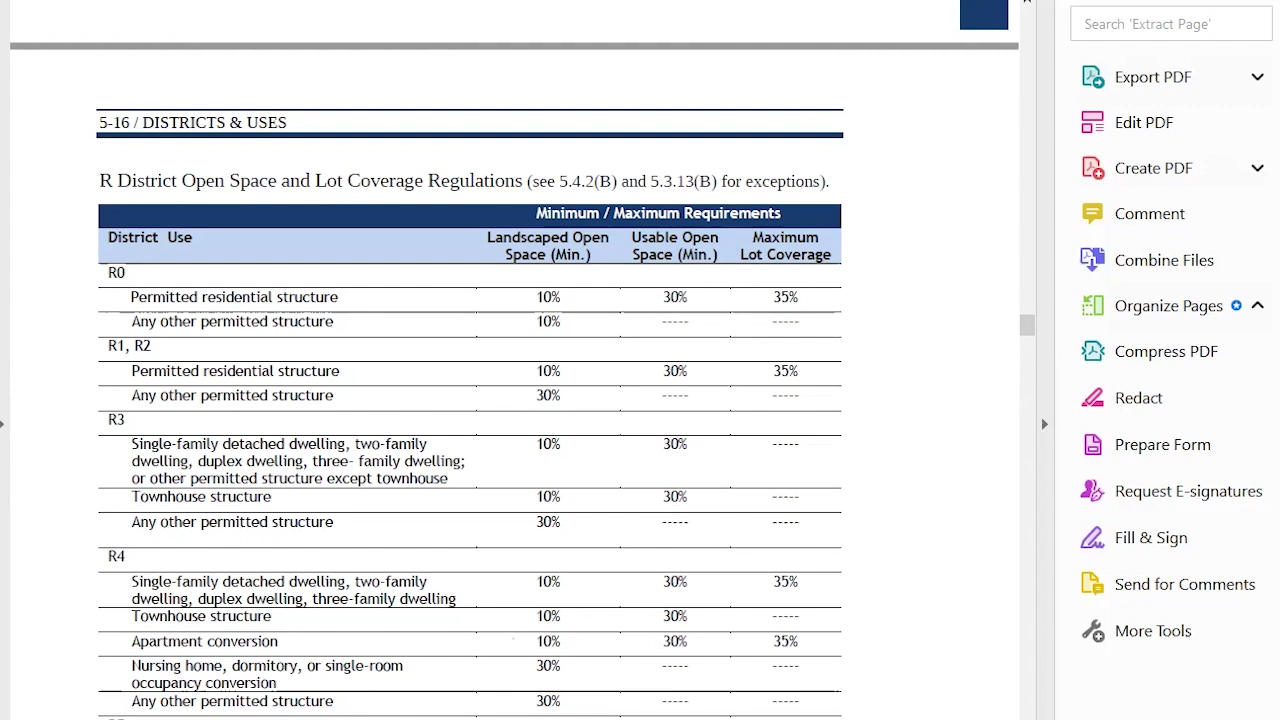 5-16 / DISTRICTS & USES
R District Open Space and Lot Coverage Regulations (see 5.4.2(B) and 5.3.13(B) for exceptions).
Minimum / Maximum Requirements
District Use Landscaped Open Space (Min.) Usable Open Space (Min.) Maximum Lot Coverage
R0
Permitted residential structure 10% 30% 35%
Any other permitted structure 10% ----- -----
R1, R2
Permitted residential structure 10% 30% 35%
Any other permitted structure 30% ----- -----
R3
Single-family detached dwelling, two-family 10% 30% -----
dwelling, duplex dwelling, three- family dwelling;
or other permitted structure except townhouse
Townhouse structure 10% 30% -----
Any other permitted structure 30% ----- -----
R4
Single-family detached dwelling, two-family 10% 30% 35%
dwelling, duplex dwelling, three-family dwelling
Townhouse structure 10% 30% -----
Apartment conversion 10% 30% 35%
Nursing home, dormitory, or single-room 30% ----- -----
occupancy conversion
Any other permitted structure 30% ----- -----
Search 'Extract Page'
Export PDF
Edit PDF
Create PDF
Comment
Combine Files
Organize Pages
Compress PDF
Redact
Prepare Form
Request E-signatures
Fill & Sign
Send for Comments
More Tools